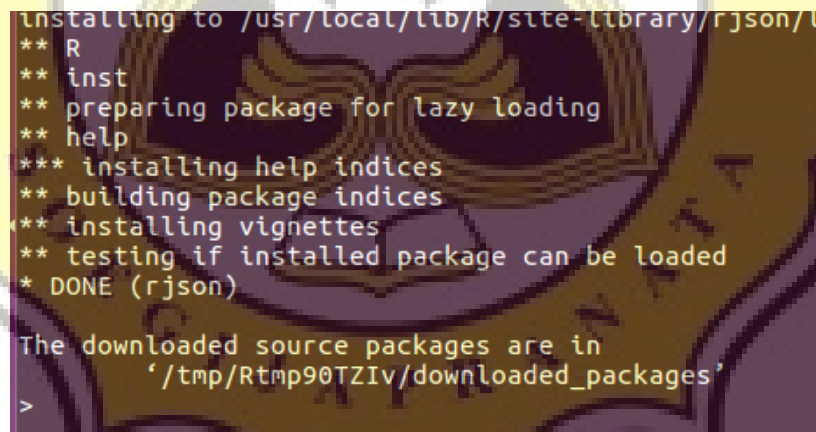 installing to /usr/local/lib/R/site-library/rjson/
** R
** inst
** preparing package for lazy loading
** help
*** installing help indices
** building package indices
** installing vignettes
** testing if installed package can be loaded
* DONE (rjson)
The downloaded source packages are in
‘/tmp/Rtmp90TZIv/downloaded_packages’
>